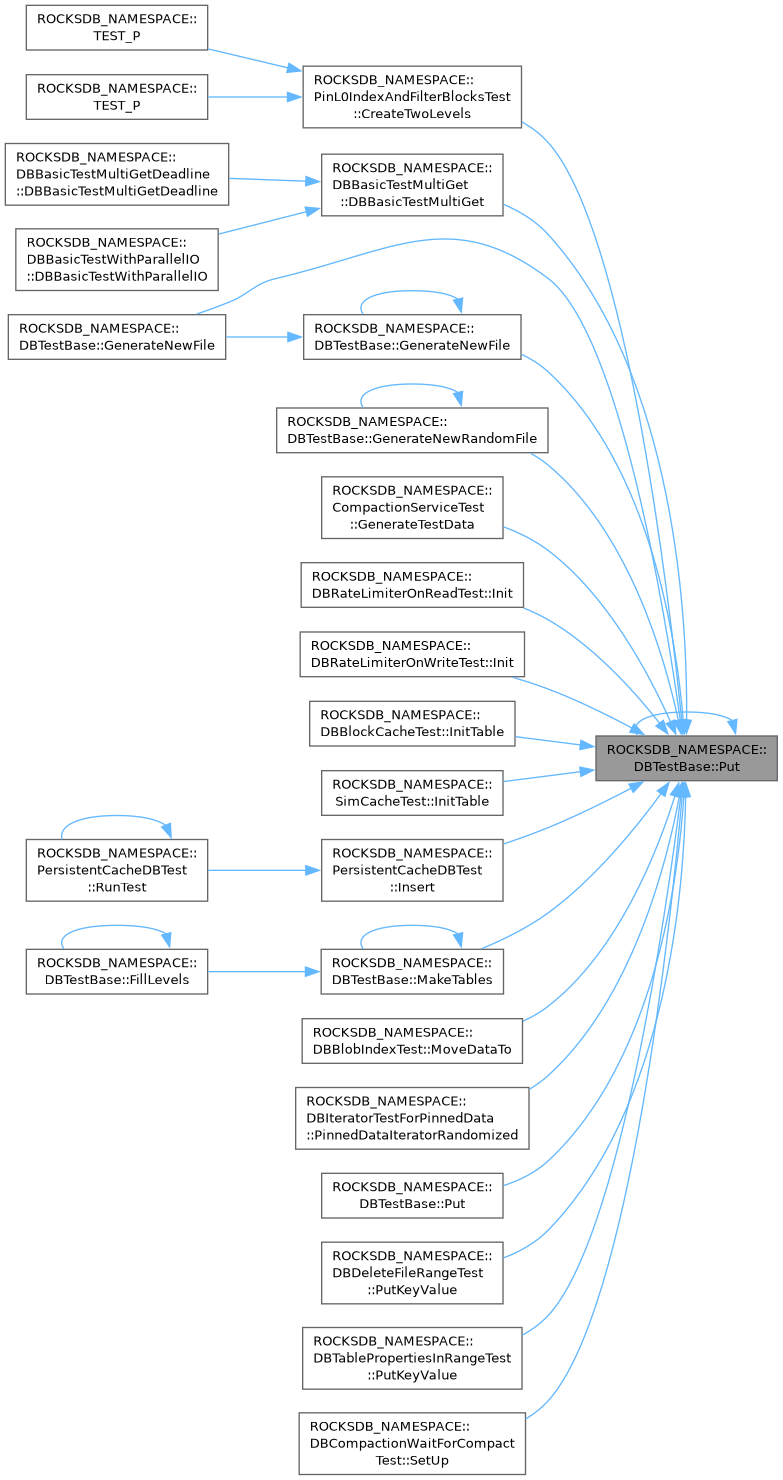 ROCKSDB_NAMESPACE::
TEST_P
ROCKSDB_NAMESPACE::
PinL0IndexAndFilterBlocksTest
::CreateTwoLevels
ROCKSDB_NAMESPACE::
TEST_P
ROCKSDB_NAMESPACE::
DBBasicTestMultiGetDeadline
::DBBasicTestMultiGetDeadline
ROCKSDB_NAMESPACE::
DBBasicTestMultiGet
::DBBasicTestMultiGet
ROCKSDB_NAMESPACE::
DBBasicTestWithParallelIO
::DBBasicTestWithParallelIO
ROCKSDB_NAMESPACE::
DBTestBase::GenerateNewFile
ROCKSDB_NAMESPACE::
DBTestBase::GenerateNewFile
ROCKSDB_NAMESPACE::
DBTestBase::GenerateNewRandomFile
ROCKSDB_NAMESPACE::
CompactionServiceTest
::GenerateTestData
ROCKSDB_NAMESPACE::
DBRateLimiterOnReadTest::Init
ROCKSDB_NAMESPACE::
DBRateLimiterOnWriteTest::Init
ROCKSDB_NAMESPACE::
DBBlockCacheTest::InitTable
ROCKSDB_NAMESPACE::
DBTestBase::Put
ROCKSDB_NAMESPACE::
SimCacheTest::InitTable
ROCKSDB_NAMESPACE::
PersistentCacheDBTest
::RunTest
ROCKSDB_NAMESPACE::
PersistentCacheDBTest
::Insert
ROCKSDB_NAMESPACE::
DBTestBase::FillLevels
ROCKSDB_NAMESPACE::
DBTestBase::MakeTables
ROCKSDB_NAMESPACE::
DBBlobIndexTest::MoveDataTo
ROCKSDB_NAMESPACE::
DBIteratorTestForPinnedData
::PinnedDataIteratorRandomized
ROCKSDB_NAMESPACE::
DBTestBase::Put
ROCKSDB_NAMESPACE::
DBDeleteFileRangeTest
::PutKeyValue
ROCKSDB_NAMESPACE::
DBTablePropertiesInRangeTest
::PutKeyValue
ROCKSDB_NAMESPACE::
DBCompactionWaitForCompact
Test::SetUp